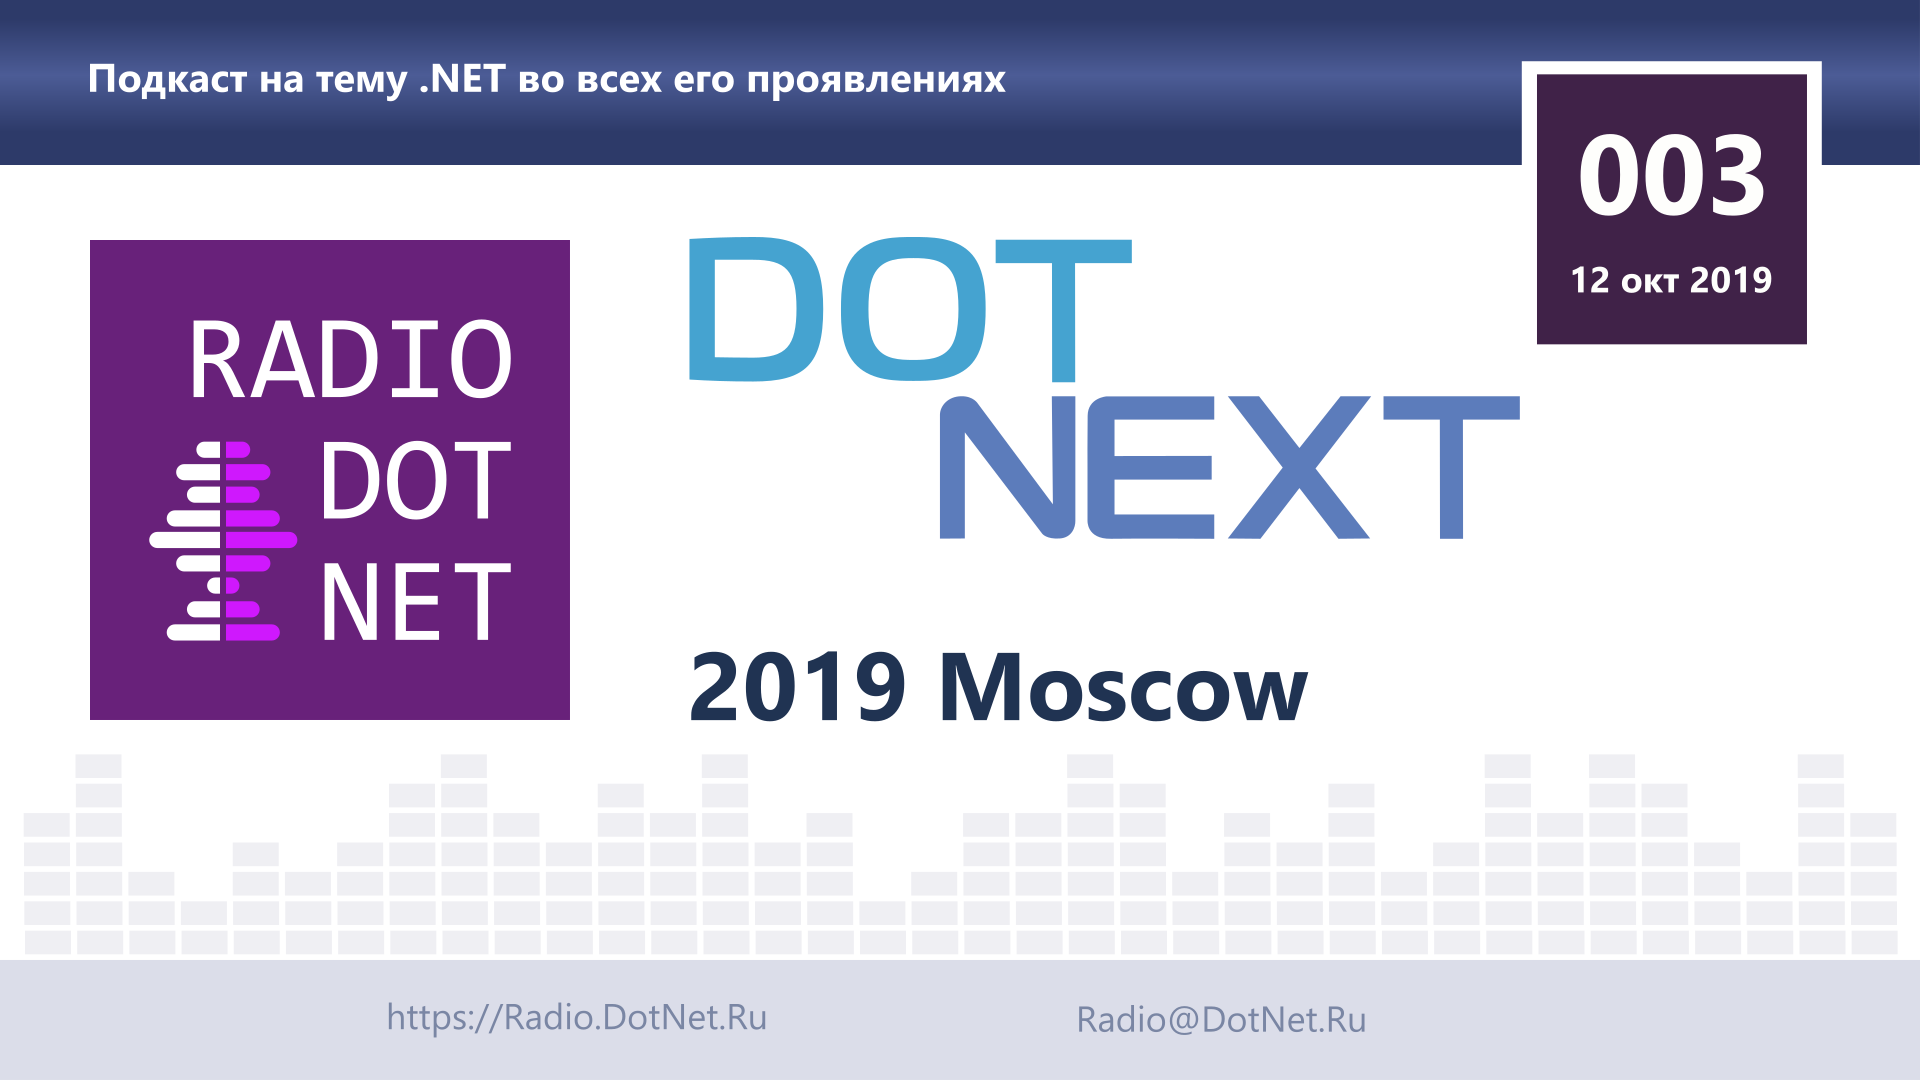 Подкаст на тему .NET во всех его проявлениях
003
12 окт 2019
RADIO
DOT
NET
DOT
NEXT
2019 Moscow
https://Radio.DotNet.Ru
Radio@DotNet.Ru